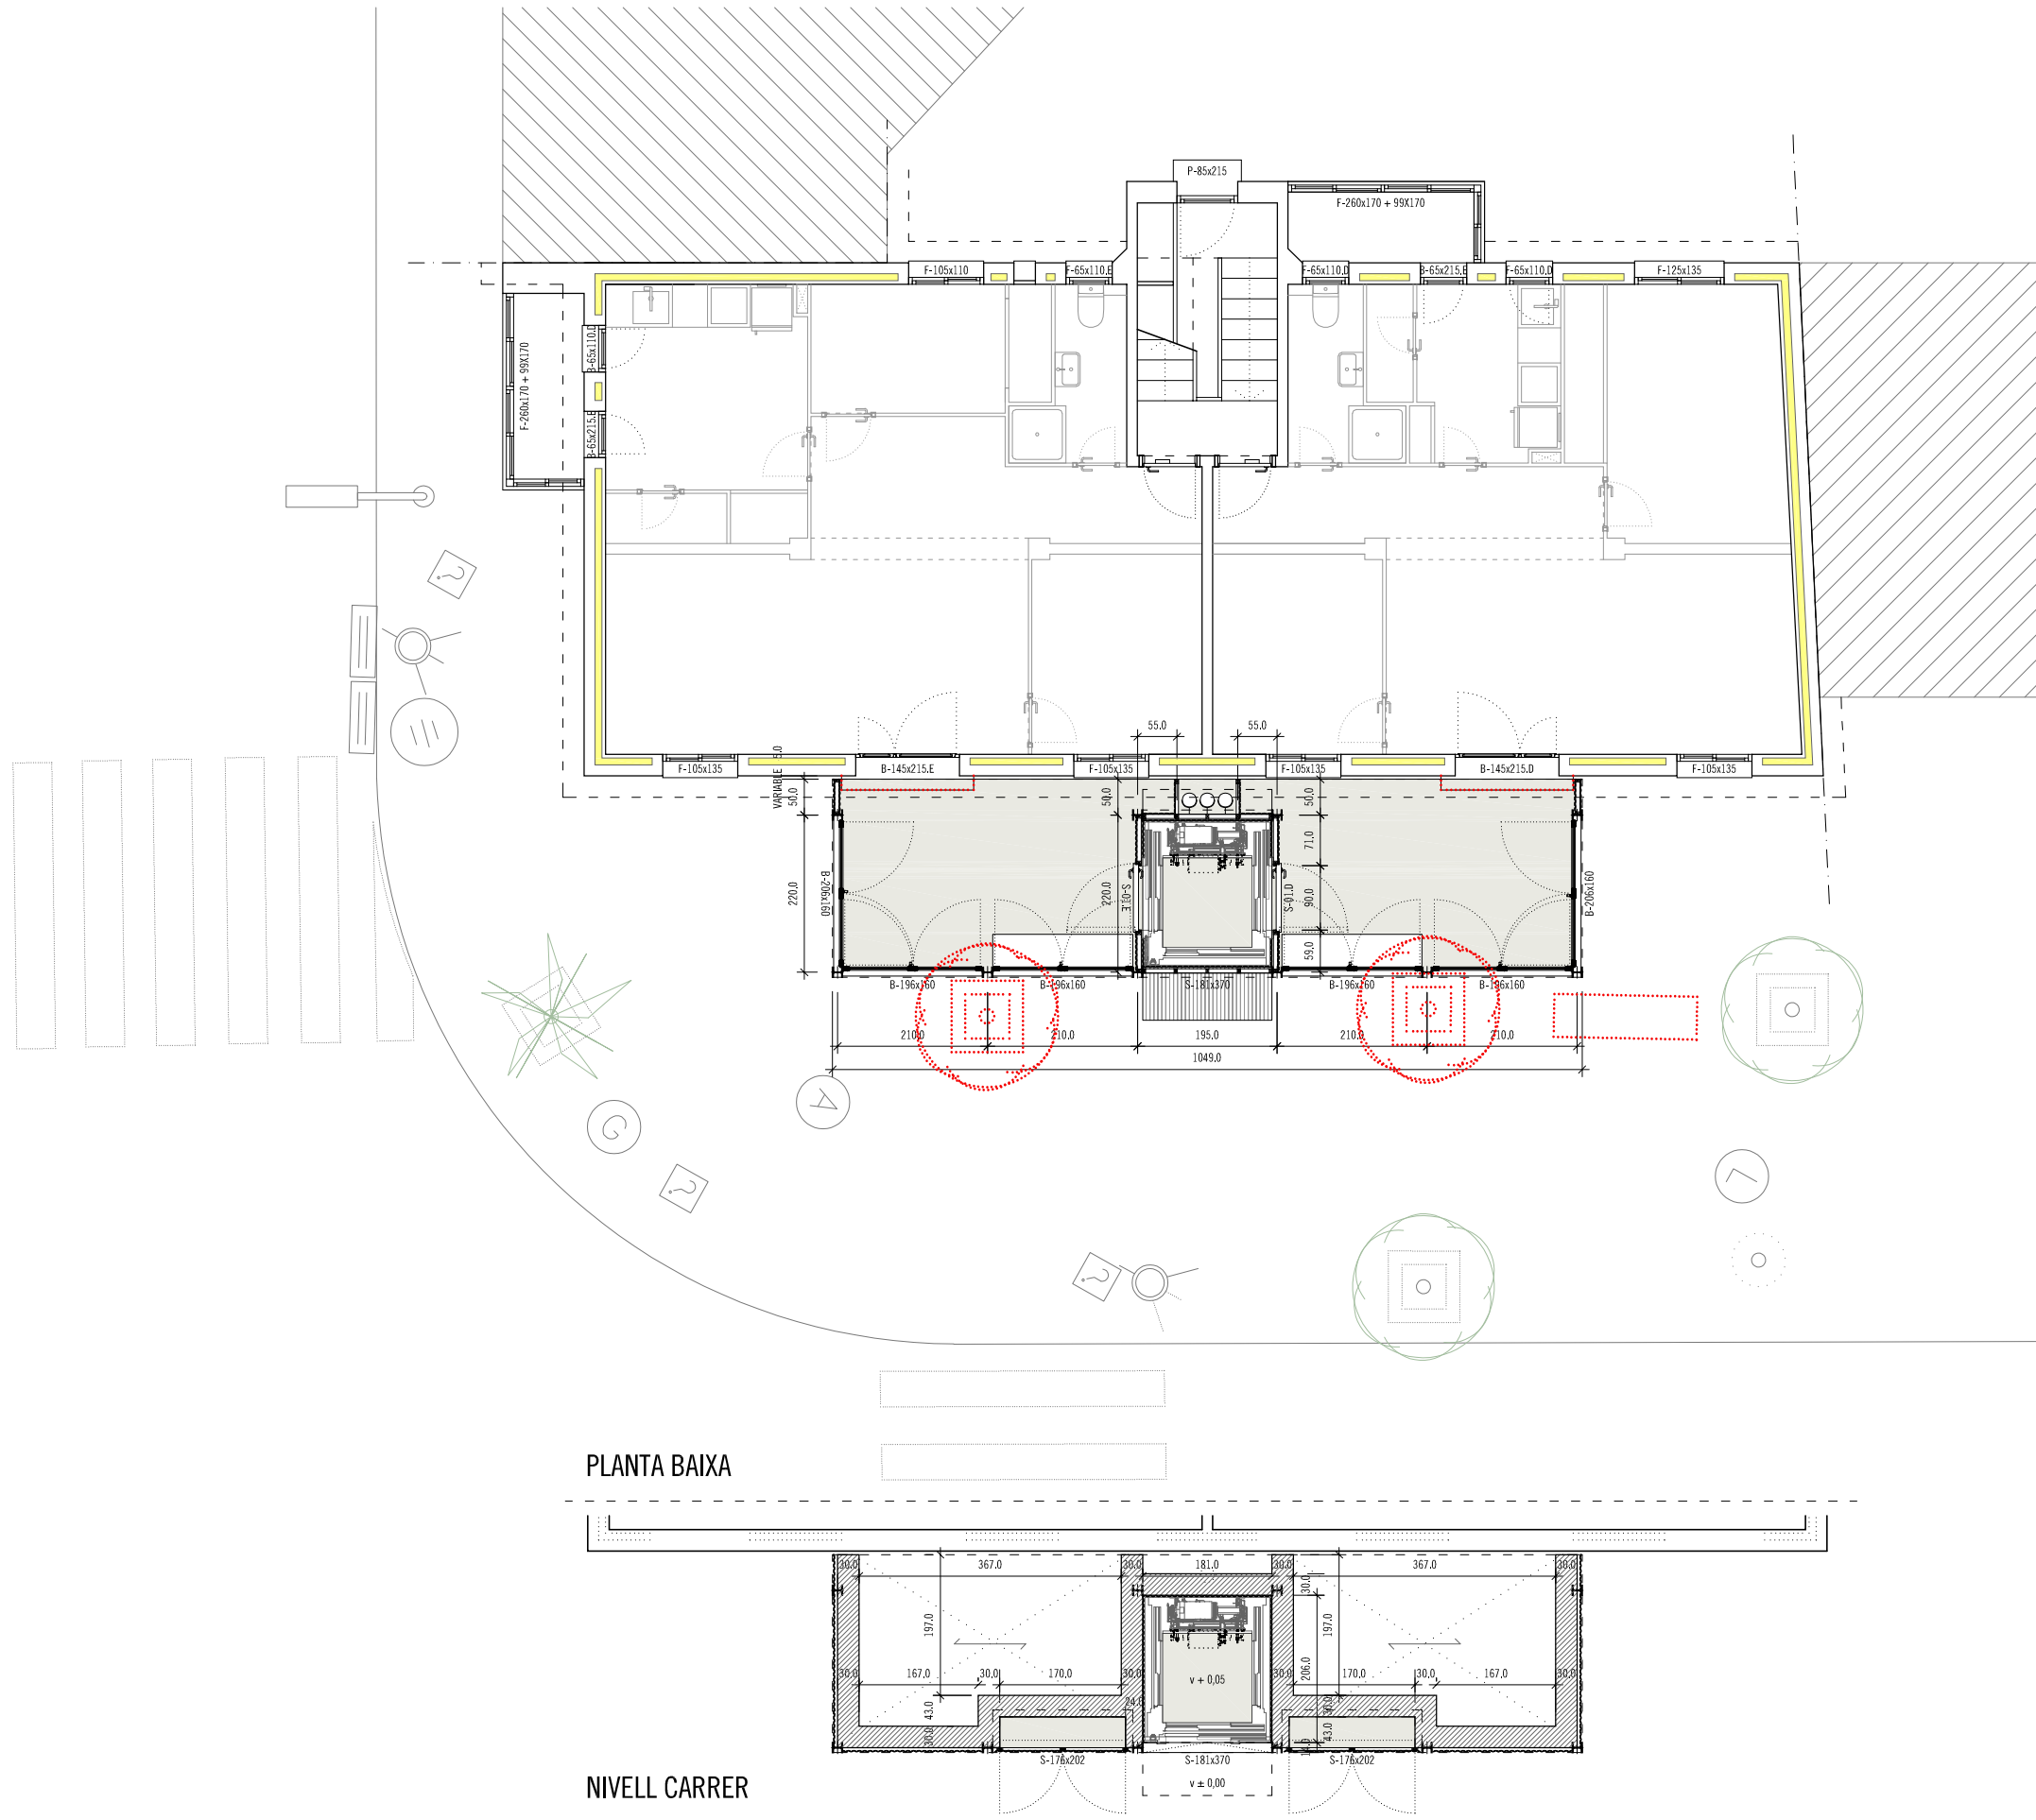 P-85x215
F-260x170 + 99X170
F-105x110
F-65x110.E
F-65x110.D
B-65x215.E
F-65x110.D
F-125x135
B-65x110.D
F-260x170 + 99X170
B-65x215.E
?
55.0
55.0
F-105x135
B-145x215.E
F-105x135
F-105x135
B-145x215.D
F-105x135
VARIABLE 5.0
50.0
50.0
50.0
71.0
220.0
B-206x160
220.0
S-01.E
S-01.D
90.0
B-206x160
59.0
B-196x160
B-196x160
S-181x370
B-196x160
B-196x160
210.0
210.0
195.0
210.0
210.0
1049.0
A
G
?
L
?
PLANTA BAIXA
30.0
367.0
30.0
181.0
30.0
367.0
30.0
30.0
197.0
197.0
30.0
167.0
30.0
170.0
30.0
v + 0,05
30.0
206.0
170.0
30.0
167.0
30.0
24.0
43.0
30.0
30.0
43.0
14.0
S-176x202
S-181x370
S-176x202
v ± 0,00
NIVELL CARRER